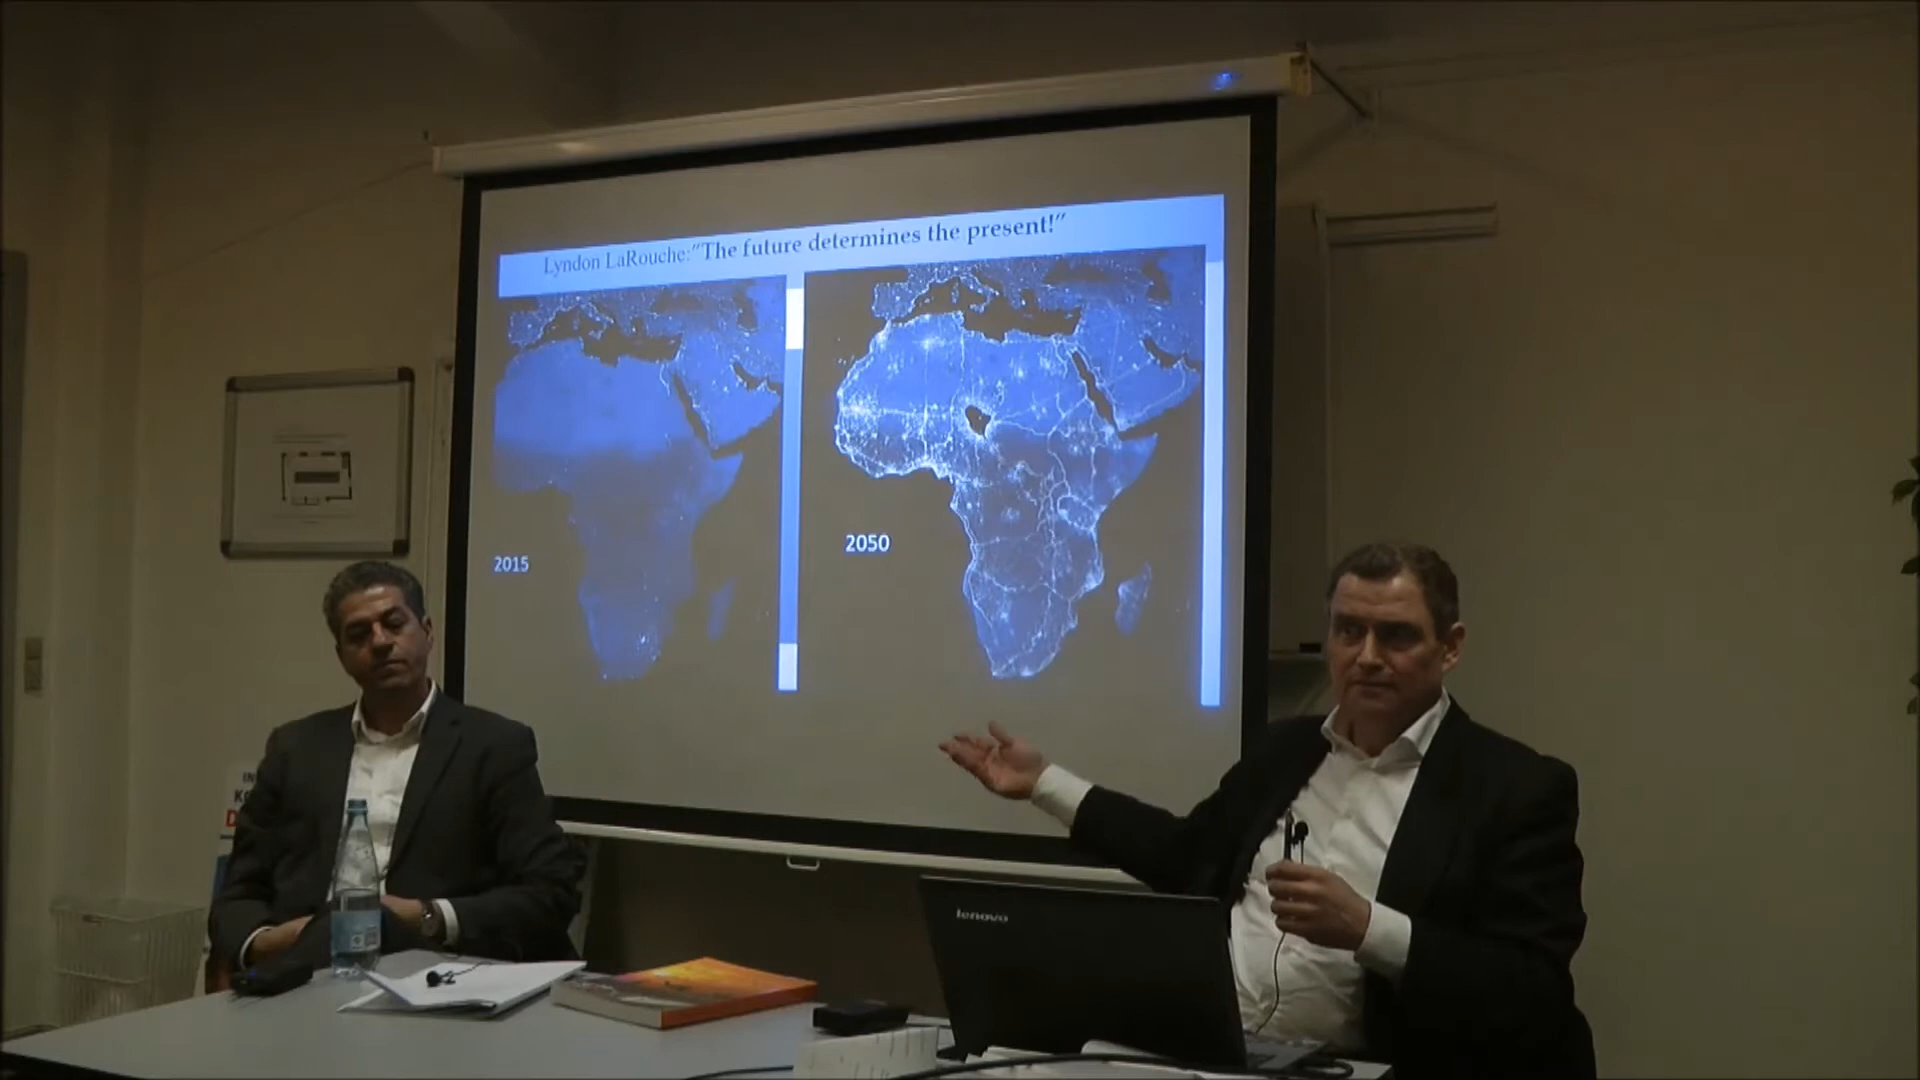 Lyndon LaRouche:“The future determines the present!”
2015
2050
lenovo